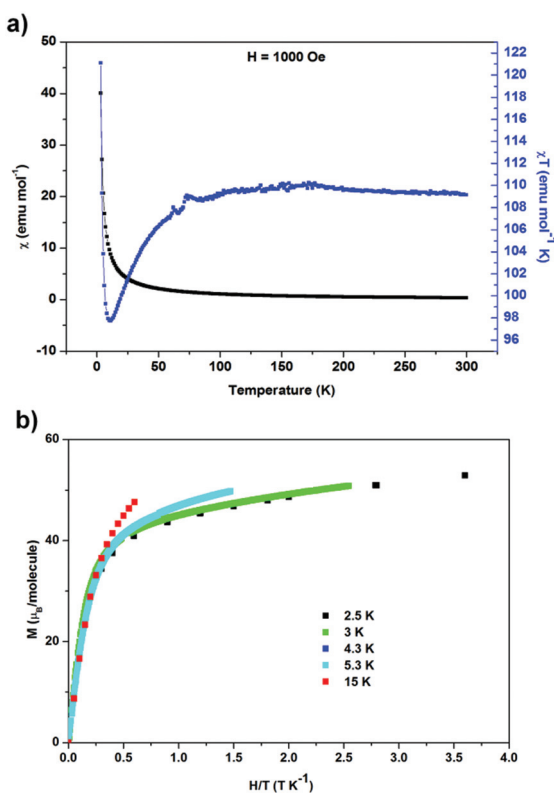 a)
H = 1000 Oe
50
40
30
20
10
0
-10
χ (emu mol⁻¹)
122
120
118
116
114
112
110
108
106
104
102
100
98
96
χ T (emu mol⁻¹ K)
0 50 100 150 200 250 300
Temperature (K)
b)
60
40
20
0
M (μB/molecule)
2.5 K
3 K
4.3 K
5.3 K
15 K
0.0 0.5 1.0 1.5 2.0 2.5 3.0 3.5 4.0
H/T (T K⁻¹)